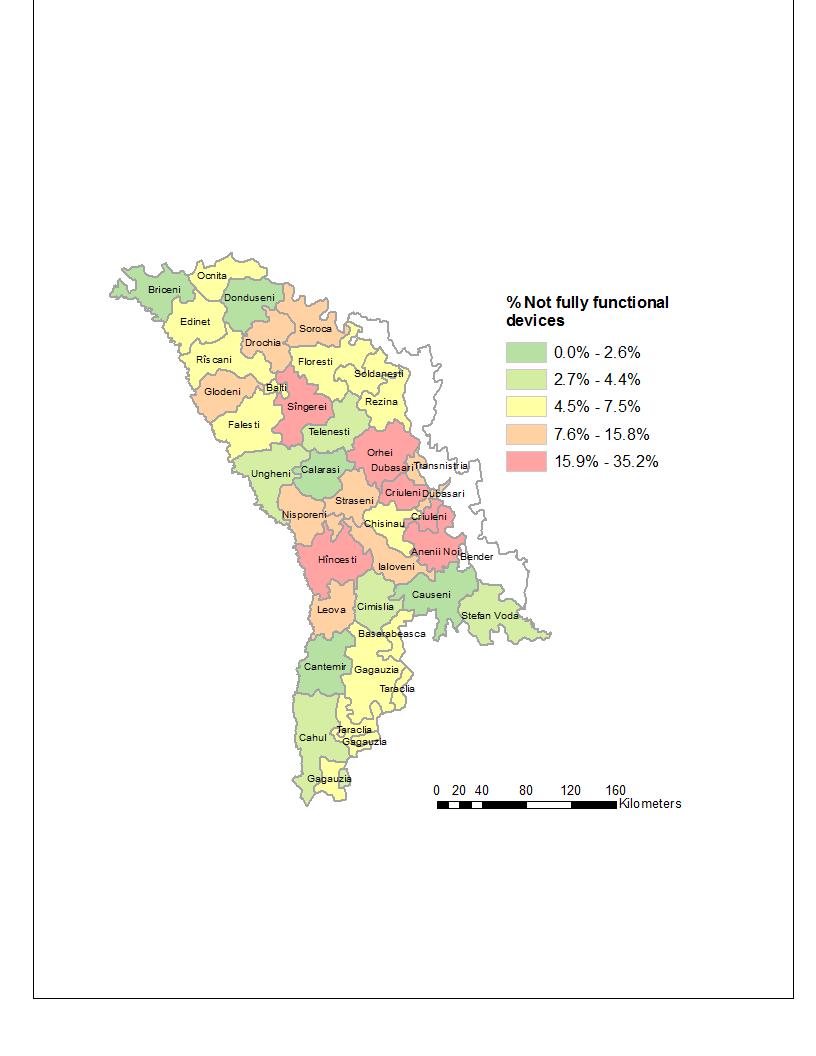 Ocnita
Briceni
Donduseni
Edinet
Soroca
Drochia
Rîscani
Floresti
Soldanesti
Balti
Glodeni
Rezina
Sîngerei
Falesti
Telenesti
Orhei
Dubasari
Transnistria
Ungheni
Calarasi
Criuleni
Dubasari
Straseni
Nisporeni
Chisinau
Criuleni
Anenii Noi
Bender
Hîncesti
Ialoveni
Causeni
Leova
Cimislia
Stefan Voda
Basarabeasca
Cantemir
Gagauzia
Taraclia
Taraclia
Cahul
Gagauzia
Gagauzia
% Not fully functional
devices
0.0% - 2.6%
2.7% - 4.4%
4.5% - 7.5%
7.6% - 15.8%
15.9% - 35.2%
0 20 40 80 120 160
Kilometers